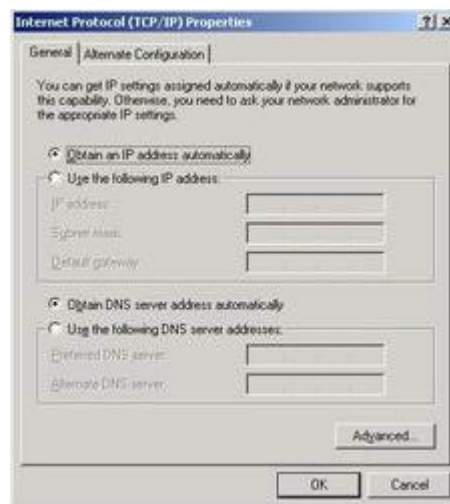 Internet Protocol (TCP/IP) Properties
General
Alternate Configuration
You can get IP settings assigned automatically if your network supports
this capability. Otherwise, you need to ask your network administrator for
the appropriate IP settings.
Obtain an IP address automatically
Use the following IP address:
IP address:
Subnet mask:
Default gateway:
Obtain DNS server address automatically
Use the following DNS server addresses:
Preferred DNS server:
Alternate DNS server:
Advanced...
OK
Cancel